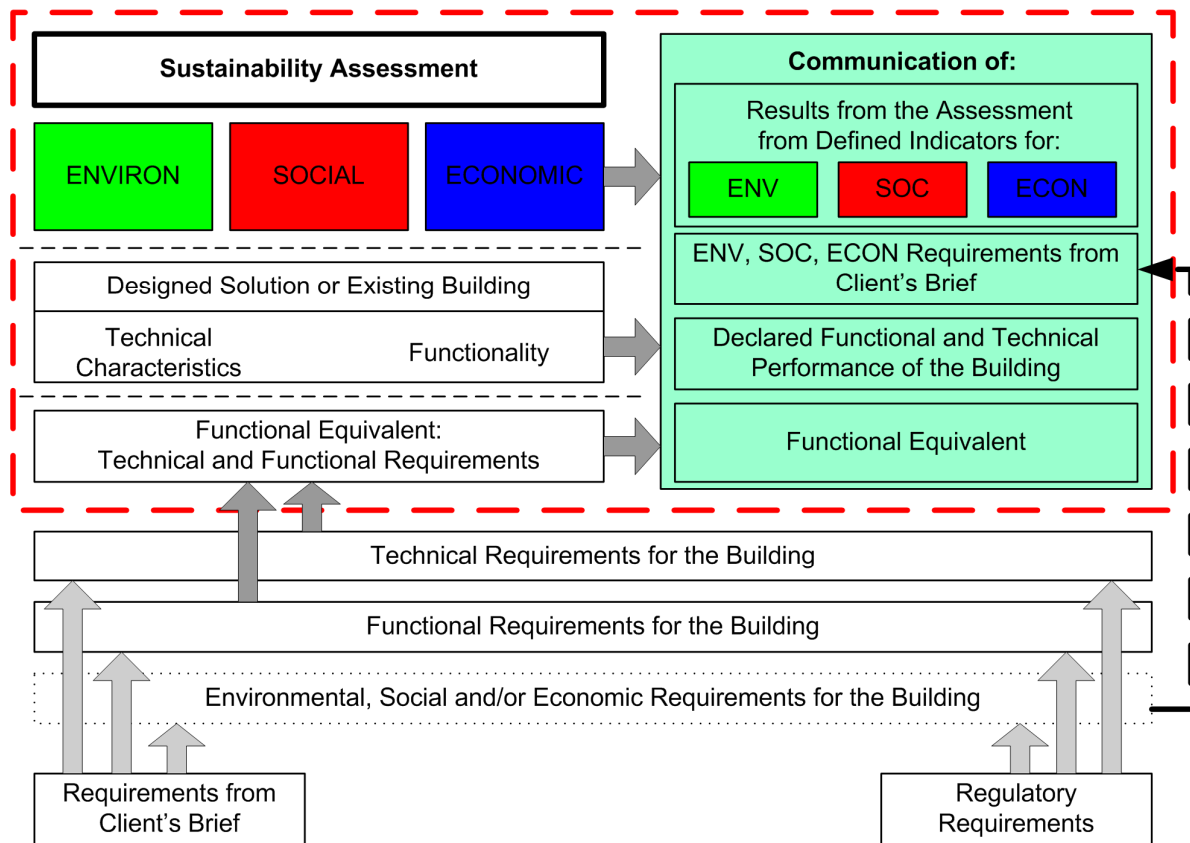 Sustainability Assessment
ENVIRON
SOCIAL
ECONOMIC
Designed Solution or Existing Building
Technical
Characteristics
Functionality
Functional Equivalent:
Technical and Functional Requirements
Communication of:
Results from the Assessment
from Defined Indicators for:
ENV
SOC
ECON
ENV, SOC, ECON Requirements from
Client's Brief
Declared Functional and Technical
Performance of the Building
Functional Equivalent
Technical Requirements for the Building
Functional Requirements for the Building
Environmental, Social and/or Economic Requirements for the Building
Requirements from
Client's Brief
Regulatory
Requirements